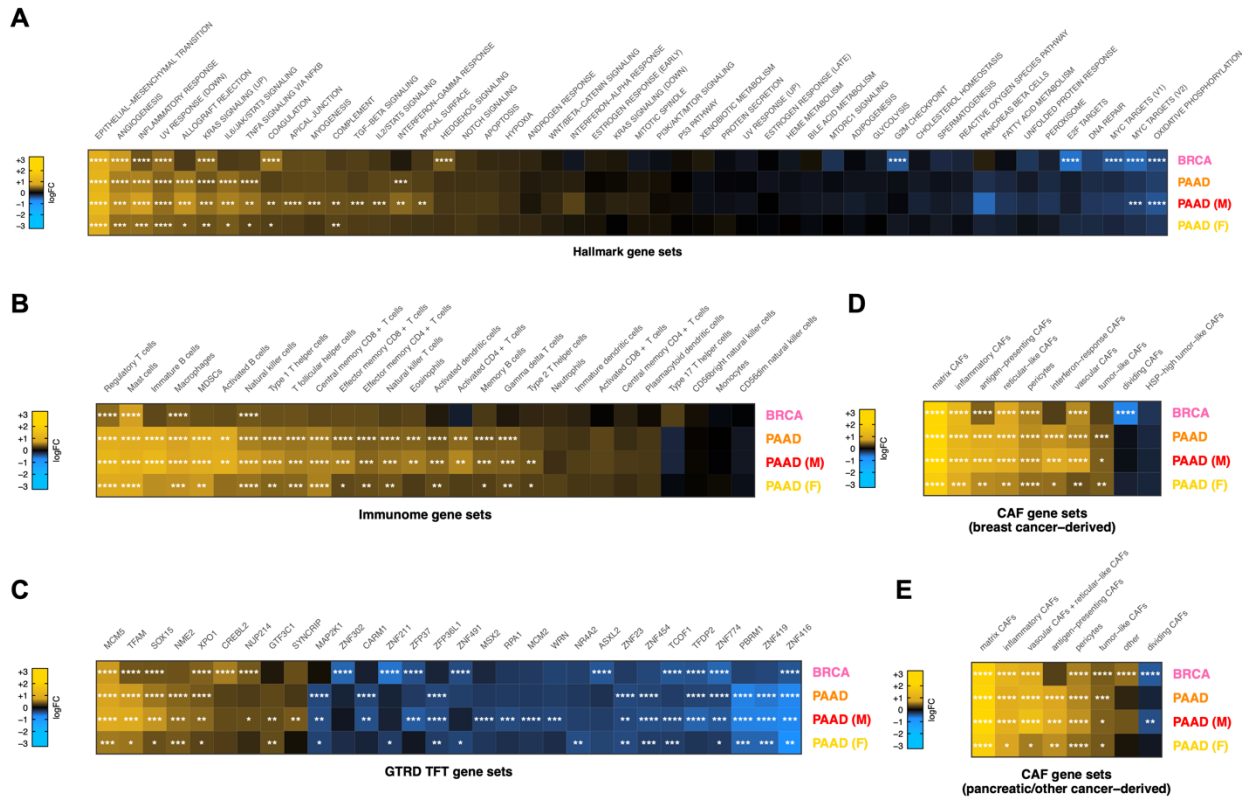 A
EPITHELIAL-MESENCHYMAL TRANSITION
ANGIOGENESIS
INFLAMMATORY RESPONSE
UV RESPONSE (DOWN)
ALLOGRAFT REJECTION
KRAS SIGNALING (UP)
IL6/JAK/STAT3 SIGNALING
TNFA SIGNALING VIA NFKB
COAGULATION
APICAL JUNCTION
MYOGENESIS
COMPLEMENT
TGF-BETA SIGNALING
IL2/STAT5 SIGNALING
INTERFERON-GAMMA RESPONSE
APICAL SURFACE
HEDGEHOG SIGNALING
NOTCH SIGNALING
APOPTOSIS
HYPOXIA
ANDROGEN RESPONSE
WNT/BETA-CATENIN SIGNALING
INTERFERON-ALPHA RESPONSE
ESTROGEN RESPONSE (EARLY)
KRAS SIGNALING (DOWN)
MITOTIC SPINDLE
PI3K/AKT/MTOR SIGNALING
P53 PATHWAY
XENOBIOTIC METABOLISM
PROTEIN SECRETION
UV RESPONSE (UP)
ESTROGEN RESPONSE (LATE)
HEME METABOLISM
BILE ACID METABOLISM
MTORC1 SIGNALING
ADIPOGENESIS
GLYCOLYSIS
G2M CHECKPOINT
CHOLESTEROL HOMEOSTASIS
SPERMATOGENESIS
REACTIVE OXYGEN SPECIES PATHWAY
PANCREAS BETA CELLS
FATTY ACID METABOLISM
UNFOLDED PROTEIN RESPONSE
PEROXISOME
E2F TARGETS
DNA REPAIR
MYC TARGETS (V1)
MYC TARGETS (V2)
OXIDATIVE PHOSPHORYLATION
+3
+2
+1
0
−1
−2
−3
logFC
BRCA
PAAD
PAAD (M)
PAAD (F)
Hallmark gene sets
B
Regulatory T cells
Mast cells
Immature B cells
Macrophages
MDSCs
Activated B cells
Natural killer cells
Type 1 T helper cells
T follicular helper cells
Central memory CD8 + T cells
Effector memory CD8 + T cells
Effector memory CD4 + T cells
Natural killer T cells
Eosinophils
Activated dendritic cells
Activated CD4 + T cells
Memory B cells
Gamma delta T cells
Type 2 T helper cells
Neutrophils
Immature dendritic cells
Activated CD8 + T cells
Central memory CD4 + T cells
Plasmacytoid dendritic cells
Type 17 T helper cells
CD56bright natural killer cells
Monocytes
CD56dim natural killer cells
+3
+2
+1
0
−1
−2
−3
logFC
BRCA
PAAD
PAAD (M)
PAAD (F)
Immunome gene sets
D
matrix CAFs
inflammatory CAFs
antigen-presenting CAFs
reticular-like CAFs
pericytes
interferon-response CAFs
vascular CAFs
tumor-like CAFs
dividing CAFs
HSP-high tumor-like CAFs
+3
+2
+1
0
−1
−2
−3
logFC
BRCA
PAAD
PAAD (M)
PAAD (F)
CAF gene sets
(breast cancer-derived)
C
MCM5
TFAM
SOX15
NME2
XPO1
CREBL2
NUP214
GTF3C1
SYNCRIP
MAP2K1
ZNF302
CARM1
ZNF211
ZFP37
ZFP36L1
ZNF491
MSX2
RPA1
MCM2
WRN
NR4A2
ASXL2
ZNF23
ZNF454
TCOF1
TFDP2
ZNF774
PBRM1
ZNF419
ZNF416
+3
+2
+1
0
−1
−2
−3
logFC
BRCA
PAAD
PAAD (M)
PAAD (F)
GTRD TFT gene sets
E
matrix CAFs
inflammatory CAFs
vascular CAFs + reticular-like CAFs
antigen-presenting CAFs
pericytes
tumor-like CAFs
other
dividing CAFs
+3
+2
+1
0
−1
−2
−3
logFC
BRCA
PAAD
PAAD (M)
PAAD (F)
CAF gene sets
(pancreatic/other cancer-derived)